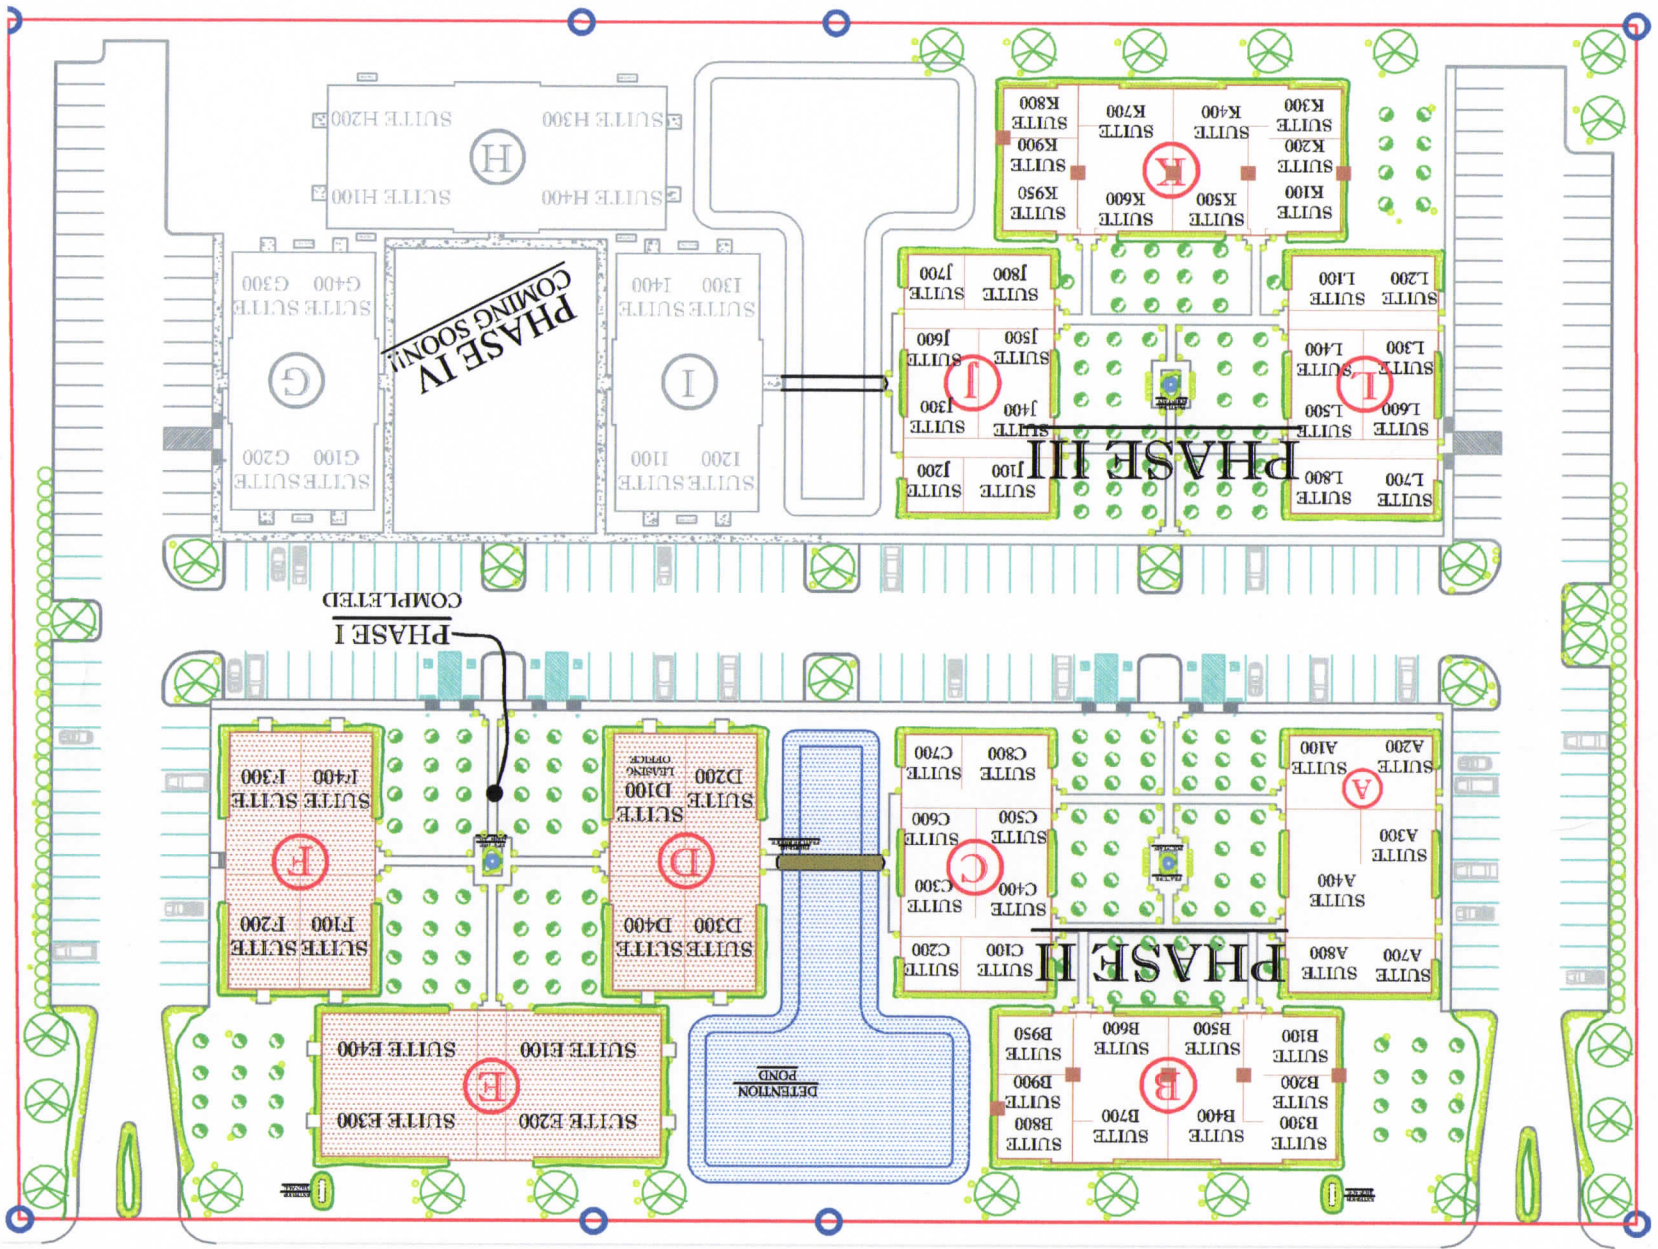 SUITE
B300
SUITE
B400
SUITE
B700
SUITE
B800
SUITE
B200
B
SUITE
B900
SUITE
B100
SUITE
B500
SUITE
B600
SUITE
B950
DETENTION
POND
SUITE E200
SUITE E300
E
SUITE E100
SUITE E400
PHASE II
SUITE
A700
SUITE
A800
SUITE
A400
SUITE
A300
A
SUITE
A200
SUITE
A100
SUITE
C100
SUITE
C200
SUITE
C400
SUITE
C300
C
SUITE
C500
SUITE
C600
SUITE
C800
SUITE
C700
SUITE
D300
SUITE
D400
D
SUITE
D200
SUITE
D100
LEASING
OFFICE
SUITE
F100
SUITE
F200
F
SUITE
F400
SUITE
F300
PHASE I
COMPLETED
PHASE III
SUITE
L700
SUITE
L800
SUITE
L600
SUITE
L500
L
SUITE
L300
SUITE
L400
SUITE
L200
SUITE
L100
SUITE
J100
SUITE
J200
SUITE
J400
SUITE
J300
J
SUITE
J500
SUITE
J600
SUITE
J800
SUITE
J700
SUITE
I200
SUITE
I100
I
SUITE
I300
SUITE
I400
PHASE IV
COMING SOON!!
SUITE
G100
SUITE
G200
G
SUITE
G400
SUITE
G300
SUITE
K100
SUITE
K500
SUITE
K600
SUITE
K950
SUITE
K200
K
SUITE
K900
SUITE
K300
SUITE
K400
SUITE
K700
SUITE
K800
SUITE H400
SUITE H100
H
SUITE H300
SUITE H200